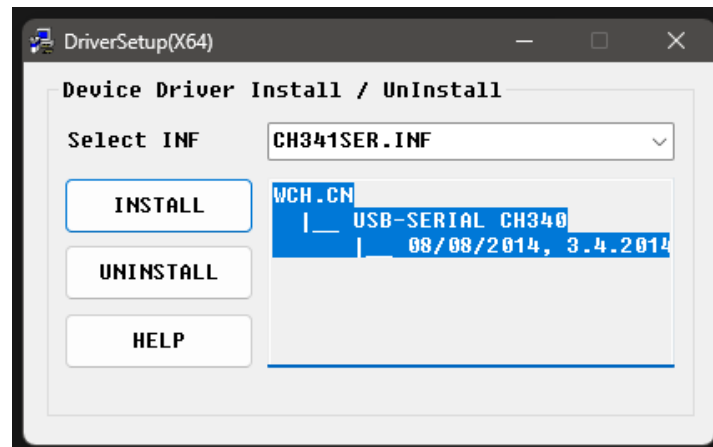 DriverSetup(X64)
Device Driver Install / UnInstall
Select INF
CH341SER.INF
INSTALL
UNINSTALL
HELP
WCH.CN
|__ USB-SERIAL CH340
|__ 08/08/2014, 3.4.2014